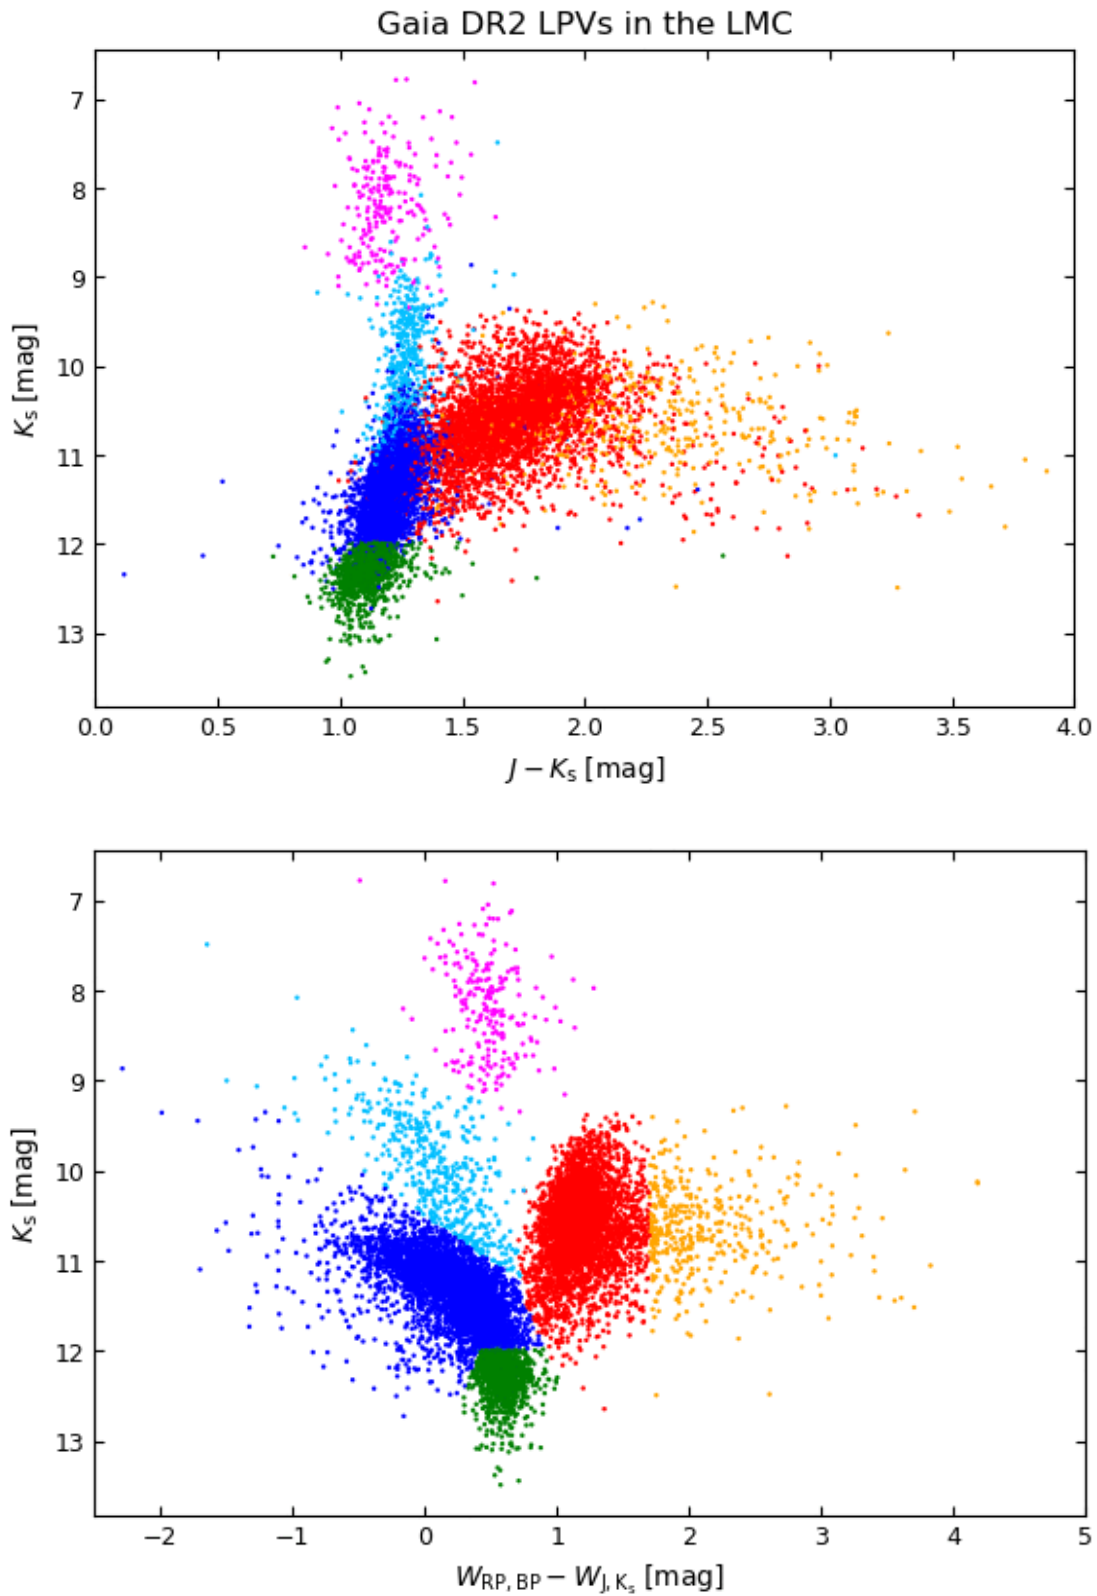 Gaia DR2 LPVs in the LMC
7
8
9
10
11
12
13
Kₛ [mag]
0.0 0.5 1.0 1.5 2.0 2.5 3.0 3.5 4.0
J − Kₛ [mag]
7
8
9
10
11
12
13
Kₛ [mag]
−2 −1 0 1 2 3 4 5
W_RP,BP − W_J,Kₛ [mag]